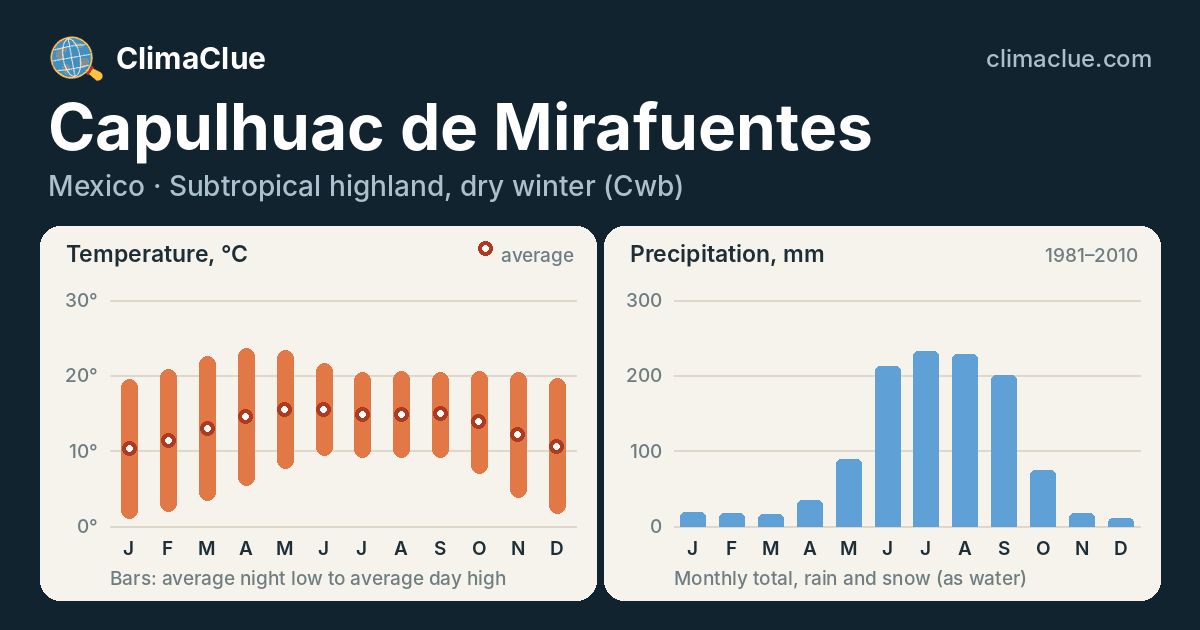 ClimaClue
climaclue.com
Capulhuac de Mirafuentes
Mexico · Subtropical highland, dry winter (Cwb)
Temperature, °C
average
30°
20°
10°
0°
J F M A M J J A S O N D
Bars: average night low to average day high
Precipitation, mm
1981–2010
300
200
100
0
J F M A M J J A S O N D
Monthly total, rain and snow (as water)